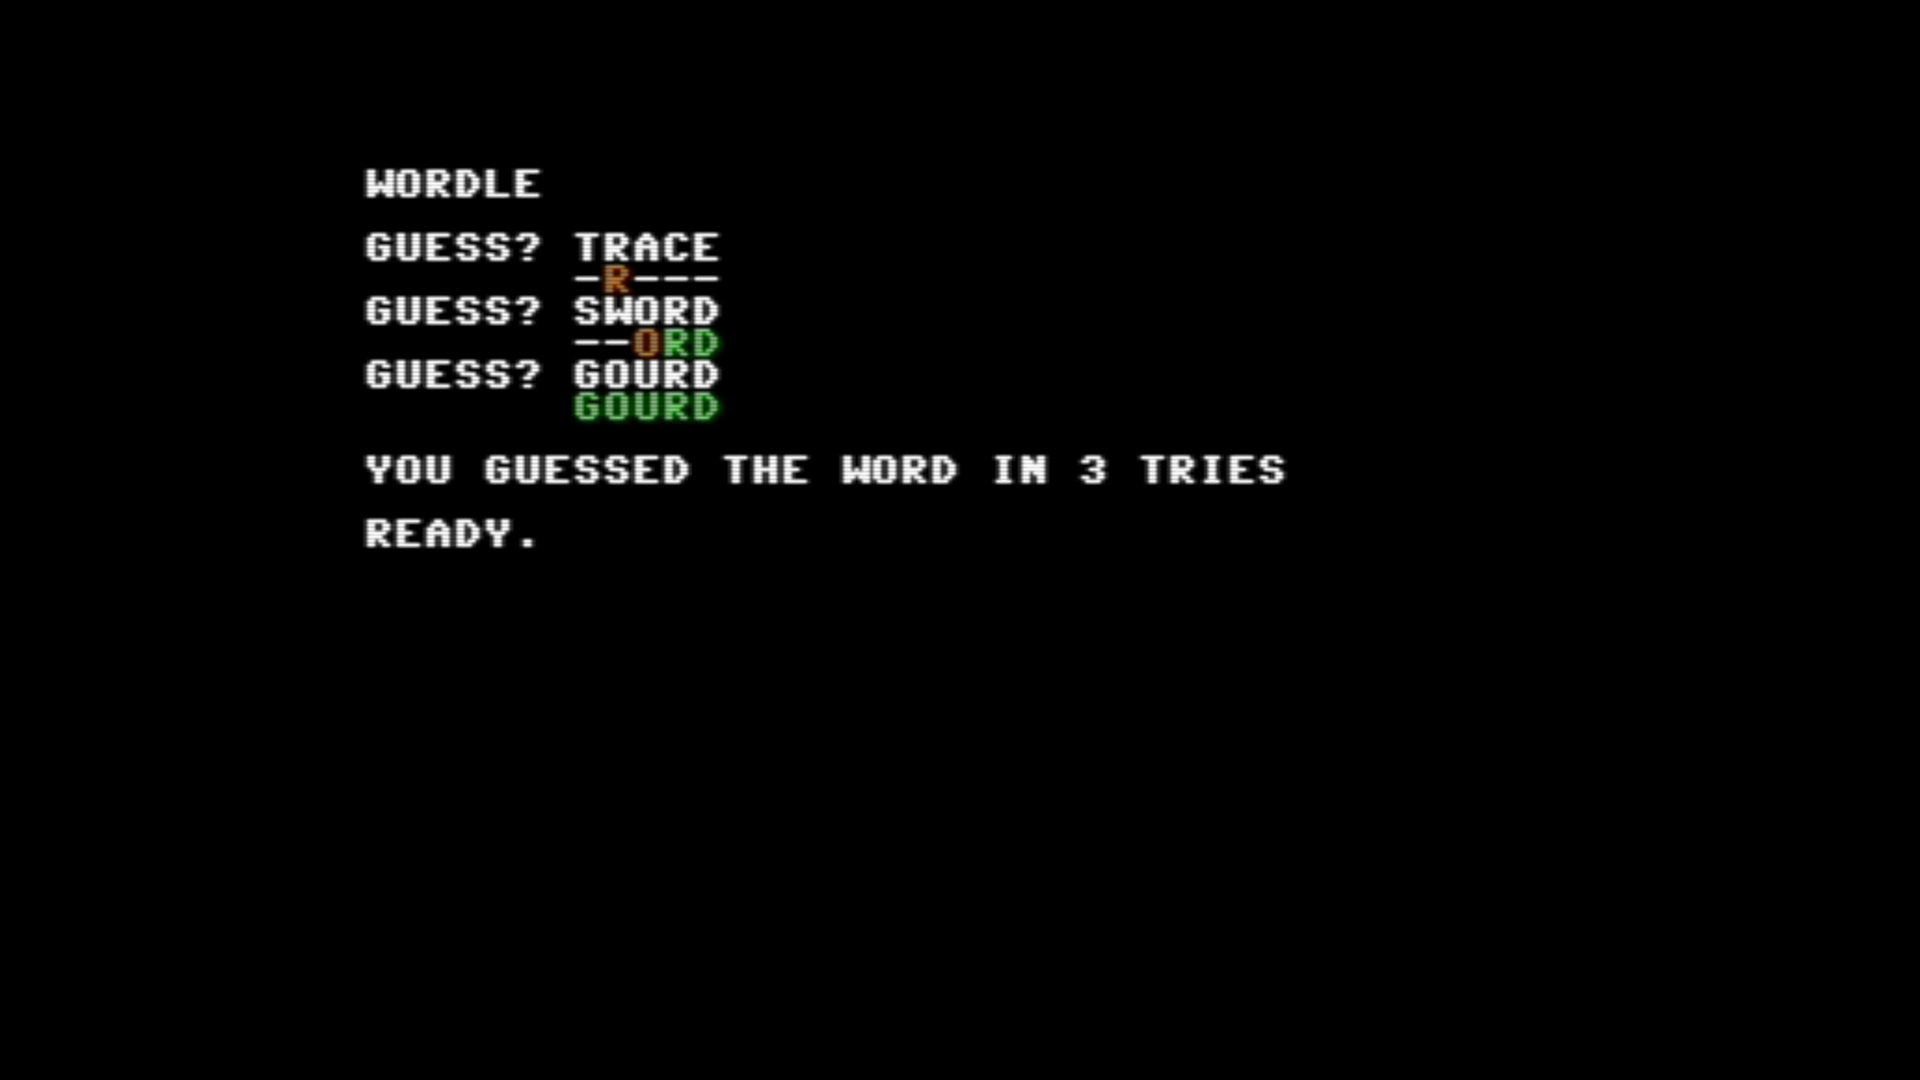 WORDLE
GUESS? TRACE
-R---
GUESS? SWORD
--ORD
GUESS? GOURD
GOURD
YOU GUESSED THE WORD IN 3 TRIES
READY.